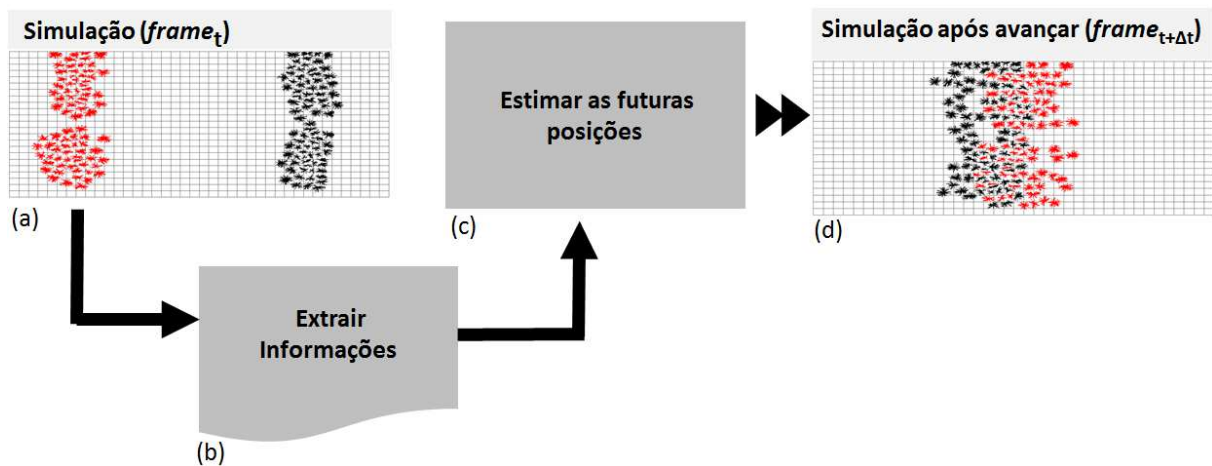 Simulação (frame_t)
(a)
Extrair
Informações
(b)
Estimar as futuras
posições
(c)
Simulação após avançar (frame_t+Δt)
(d)